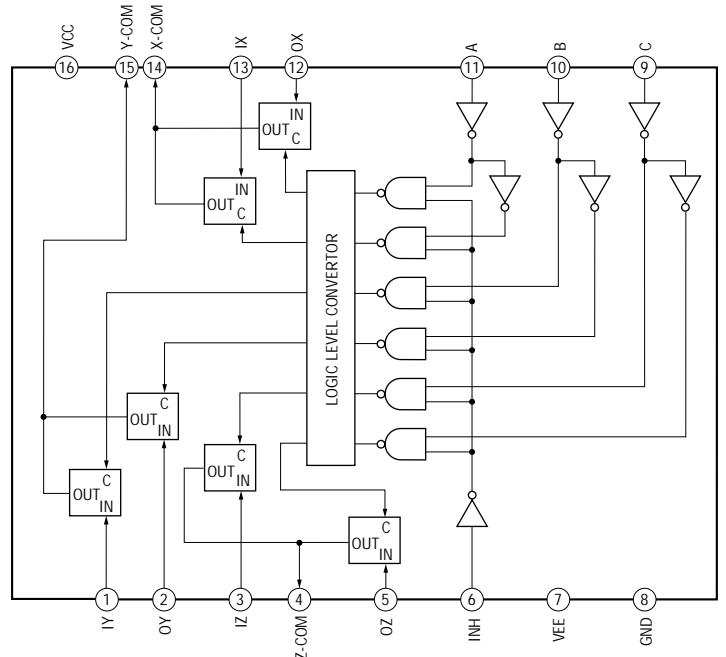 VCC
Y-COM
X-COM
IX
OX
A
B
C
16
15
14
13
12
11
10
9
IN
OUT
C
IN
OUT
C
LOGIC LEVEL CONVERTOR
C
OUT
IN
C
OUT
IN
C
OUT
IN
C
OUT
IN
1
2
3
4
5
6
7
8
IY
OY
IZ
Z-COM
OZ
INH
VEE
GND